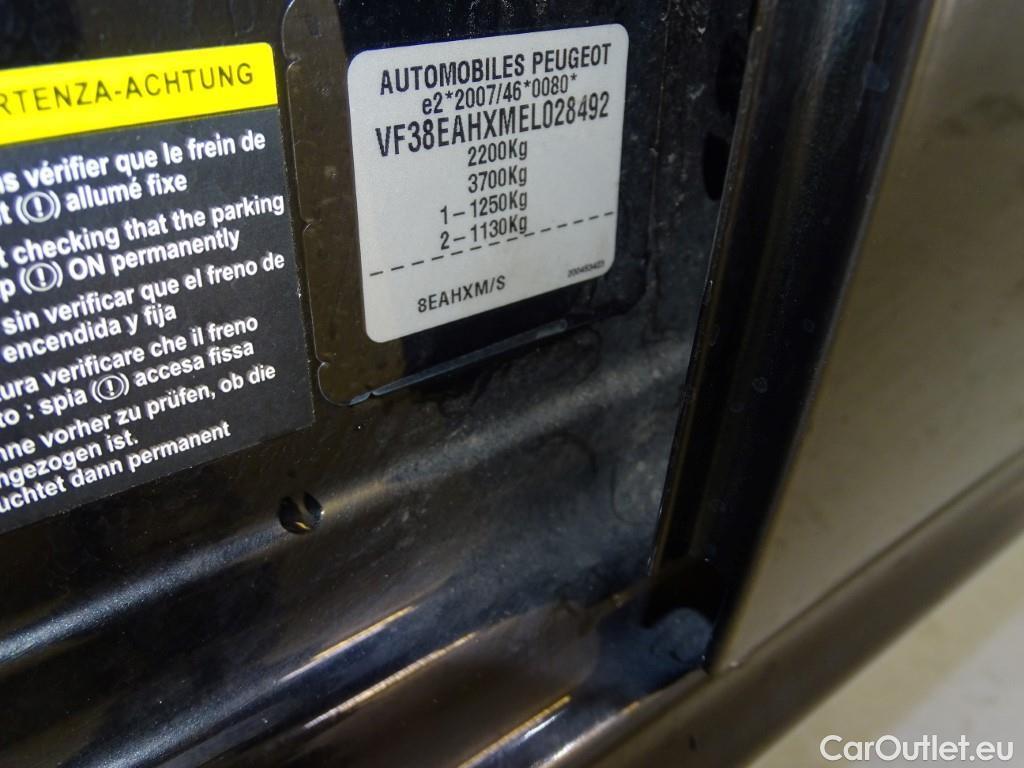 RTENZA-ACHTUNG
is vérifier que le frein de
t (!) allumé fixe
t checking that the parking
p (!) ON permanently
sin verificar que el freno de
encendida y fija
ura verificare che il freno
to : spia (!) accesa fissa
nne vorher zu prüfen, ob die
ngezogen ist.
uchtet dann permanent
AUTOMOBILES PEUGEOT
e2*2007/46*0080*
VF38EAHXMEL028492
2200Kg
3700Kg
1-1250Kg
2-1130Kg
8EAHXM/S
CarOutlet.eu